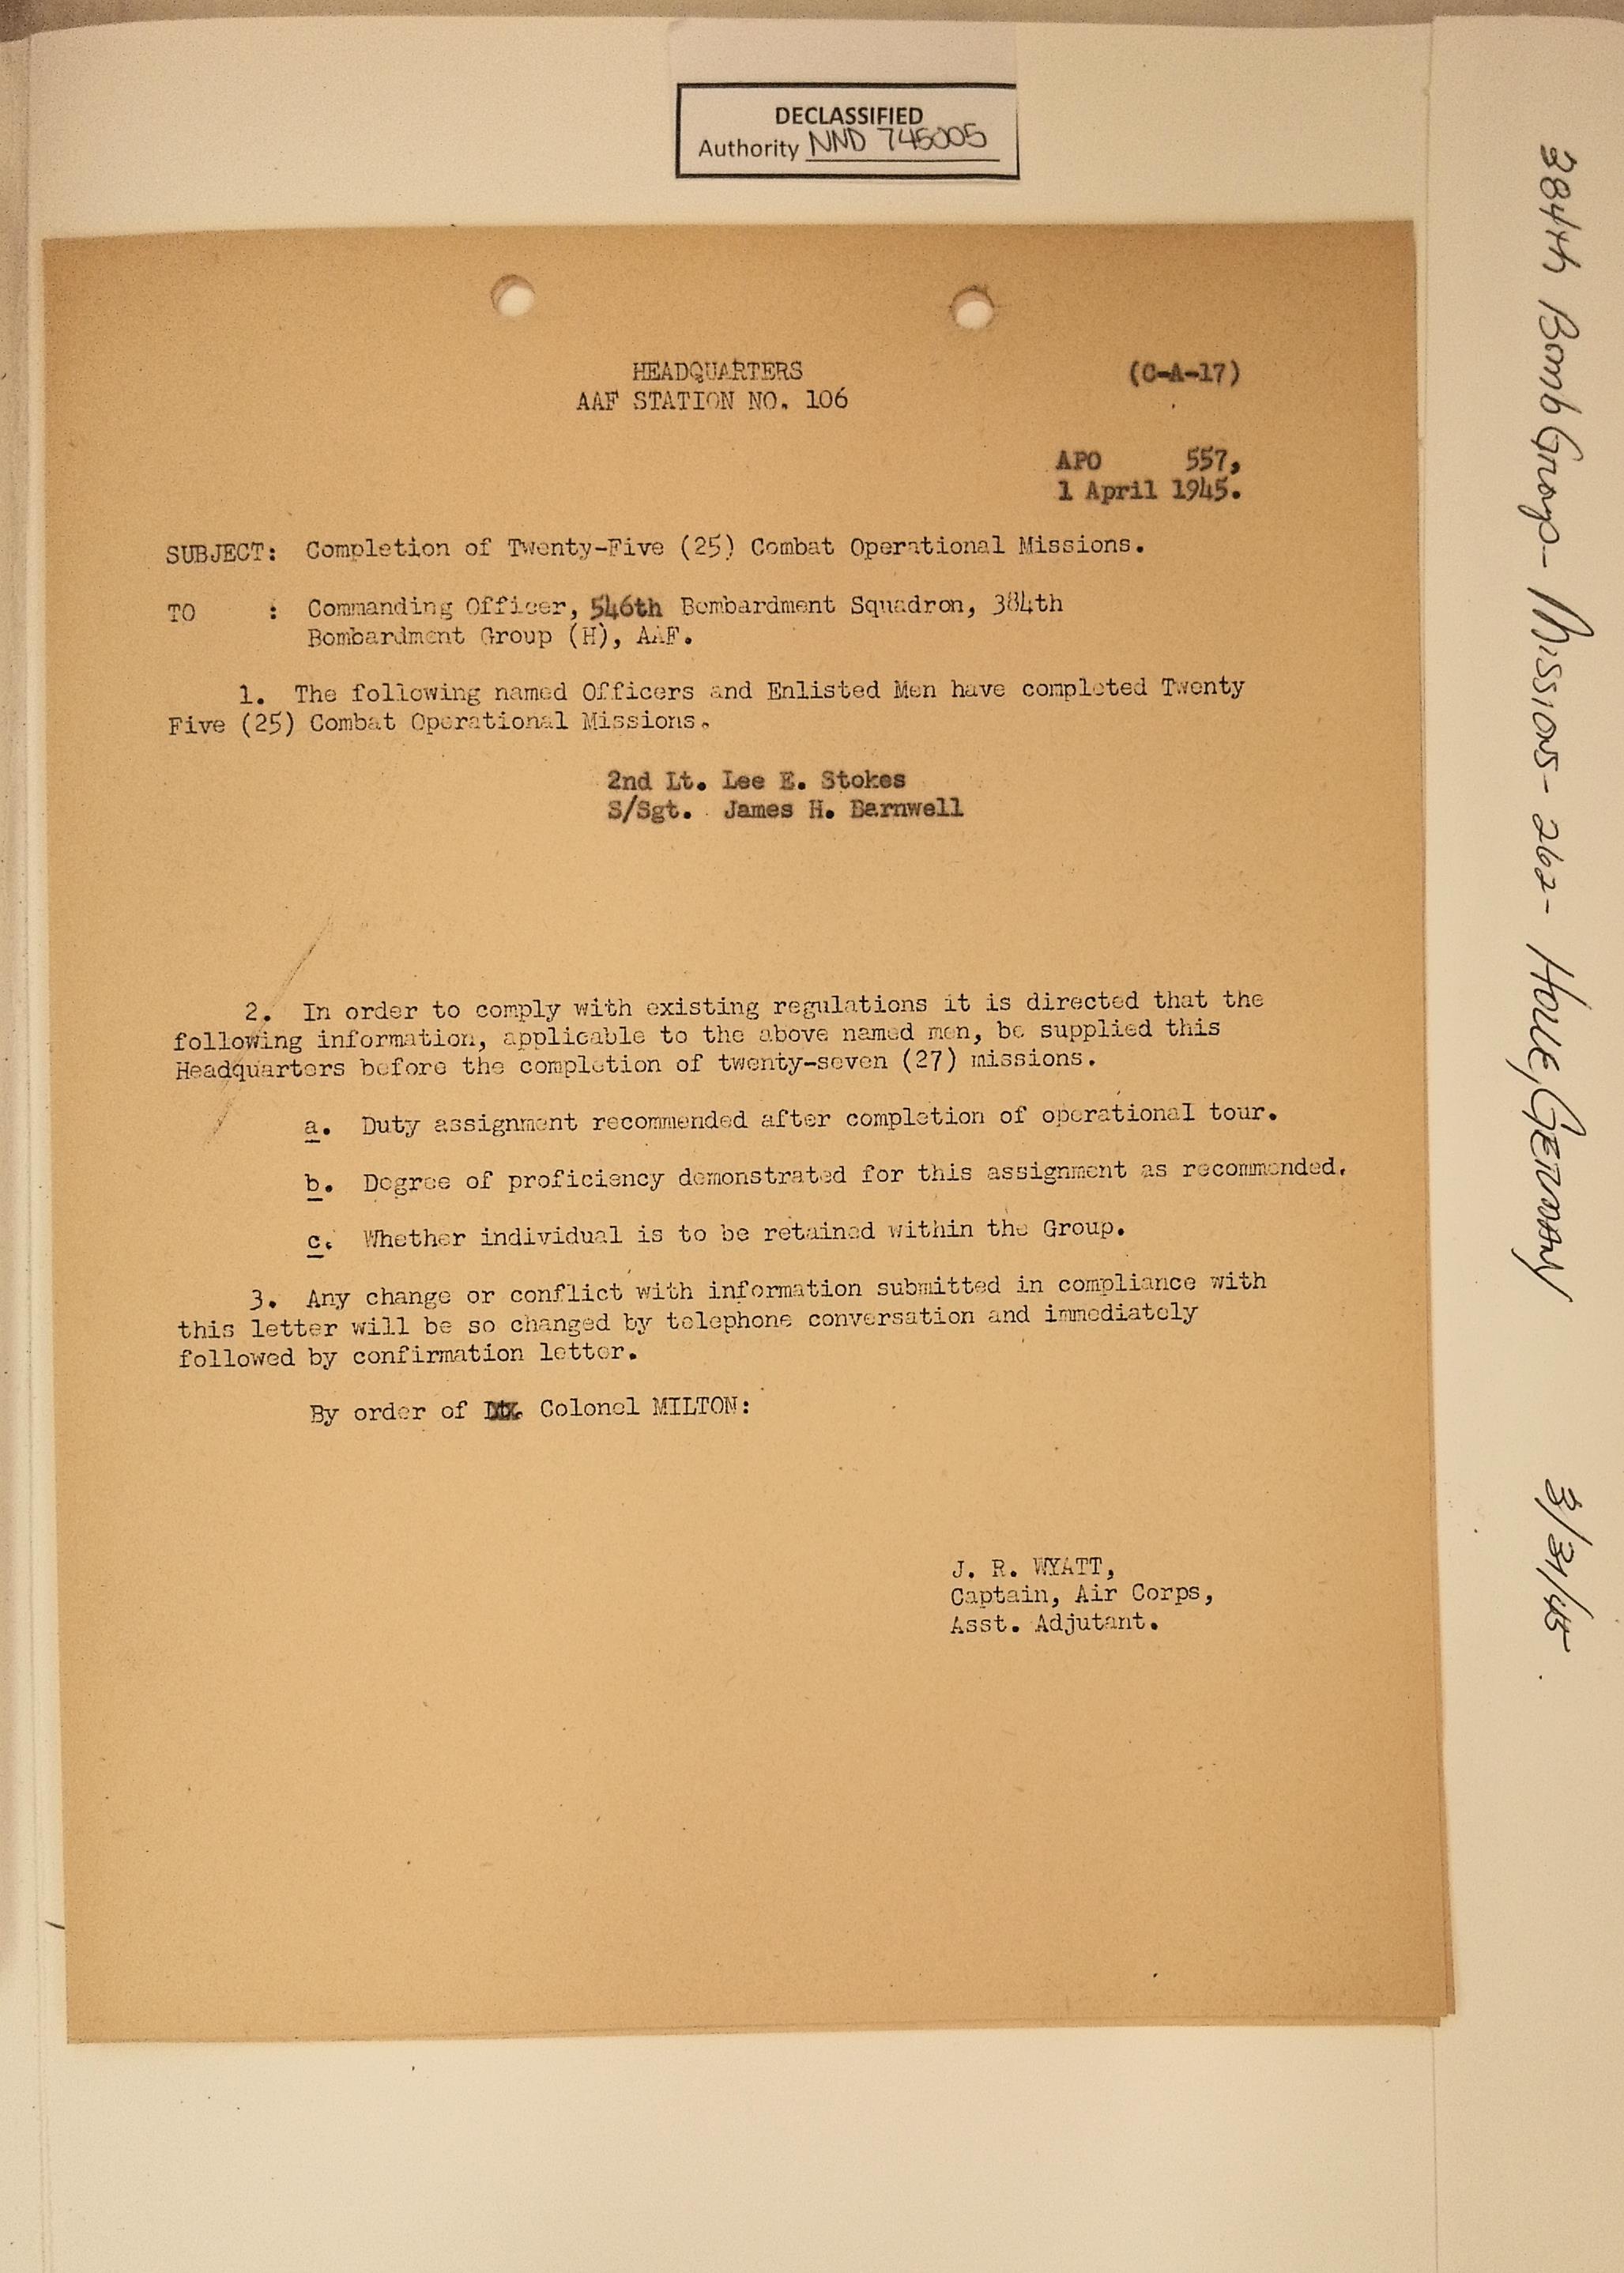 DECLASSIFIED
Authority NND 745005
HEADQUARTERS (C-A-17)
AAF STATION NO. 106
APO 557,
1 April 1945.
SUBJECT: Completion of Twenty-Five (25) Combat Operational Missions.
TO : Commanding Officer, 546th Bombardment Squadron, 384th
Bombardment Group (H), AAF.
1. The following named Officers and Enlisted Men have completed Twenty
Five (25) Combat Operational Missions.
2nd Lt. Lee E. Stokes
S/Sgt. James H. Barnwell
2. In order to comply with existing regulations it is directed that the
following information, applicable to the above named men, be supplied this
Headquarters before the completion of twenty-seven (27) missions.
a. Duty assignment recommended after completion of operational tour.
b. Degree of proficiency demonstrated for this assignment as recommended.
c. Whether individual is to be retained within the Group.
3. Any change or conflict with information submitted in compliance with
this letter will be so changed by telephone conversation and immediately
followed by confirmation letter.
By order of Colonel MILTON:
J. R. WYATT,
Captain, Air Corps,
Asst. Adjutant.
384th Bomb Group - Missions - 262 - Halle, Germany 3/31/45